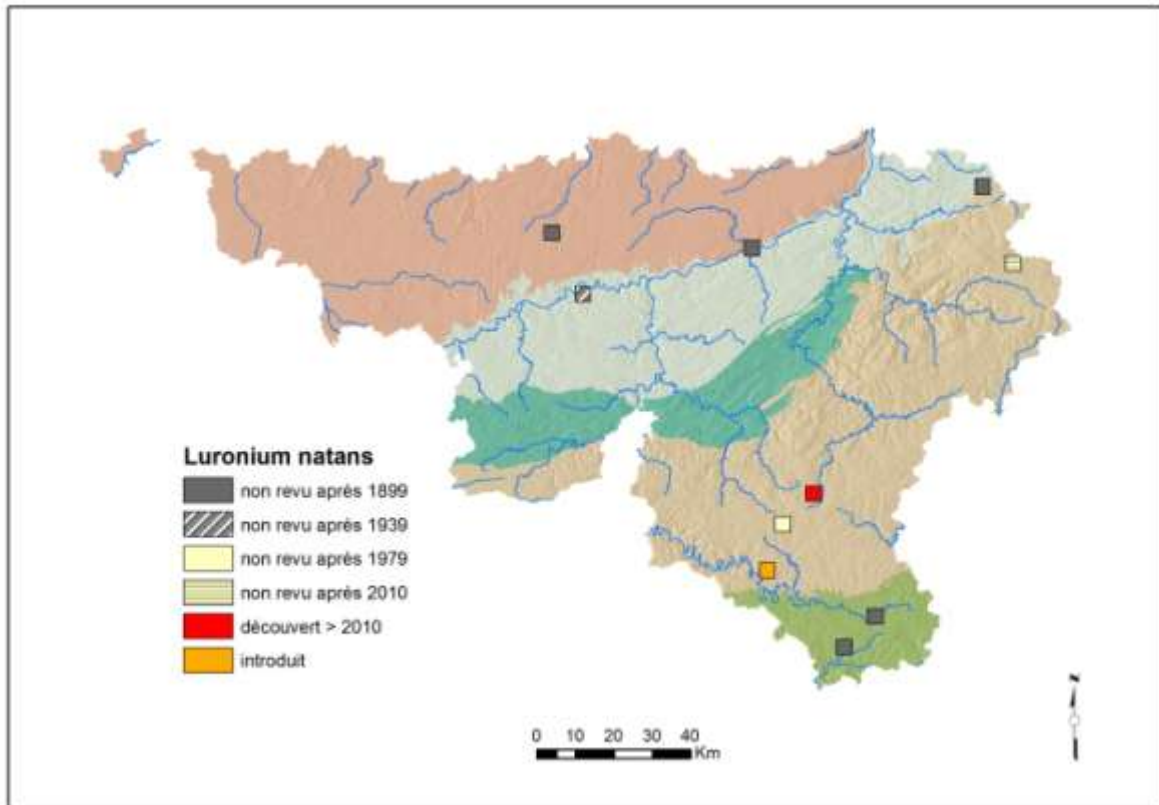 Luronium natans
non revu après 1899
non revu après 1939
non revu après 1979
non revu après 2010
découvert > 2010
introduit
0 10 20 30 40
Km
N